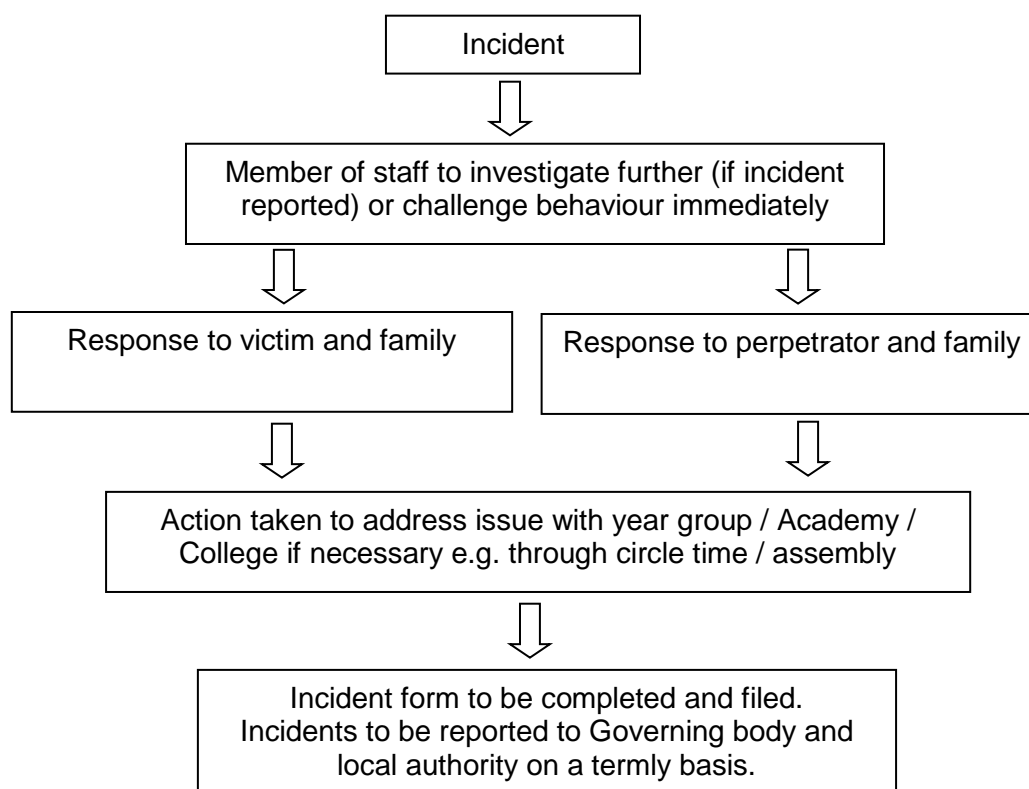 Incident
Member of staff to investigate further (if incident
reported) or challenge behaviour immediately
Response to victim and family
Response to perpetrator and family
Action taken to address issue with year group / Academy /
College if necessary e.g. through circle time / assembly
Incident form to be completed and filed.
Incidents to be reported to Governing body and
local authority on a termly basis.